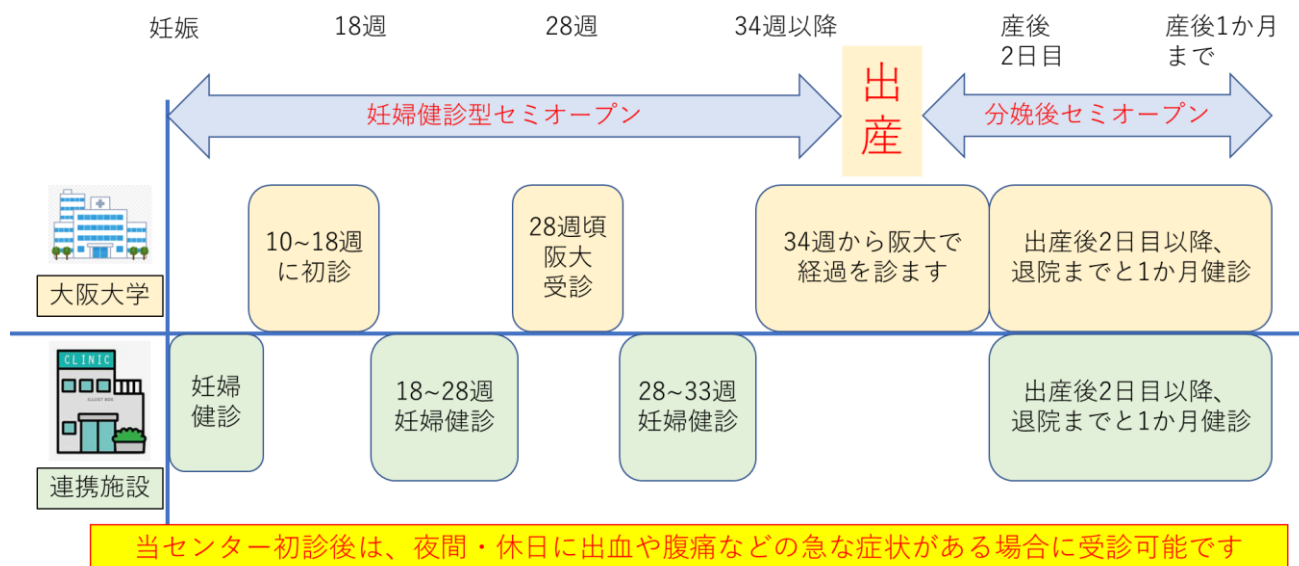 妊娠
18週
28週
34週以降
産後
2日目
産後1か月
まで
出
産
妊婦健診型セミオープン
分娩後セミオープン
大阪大学
10~18週
に初診
28週頃
阪大
受診
34週から阪大で
経過を診ます
出産後2日目以降、
退院までと1か月健診
CLINIC
連携施設
妊婦
健診
18~28週
妊婦健診
28~33週
妊婦健診
出産後2日目以降、
退院までと1か月健診
当センター初診後は、夜間・休日に出血や腹痛などの急な症状がある場合に受診可能です